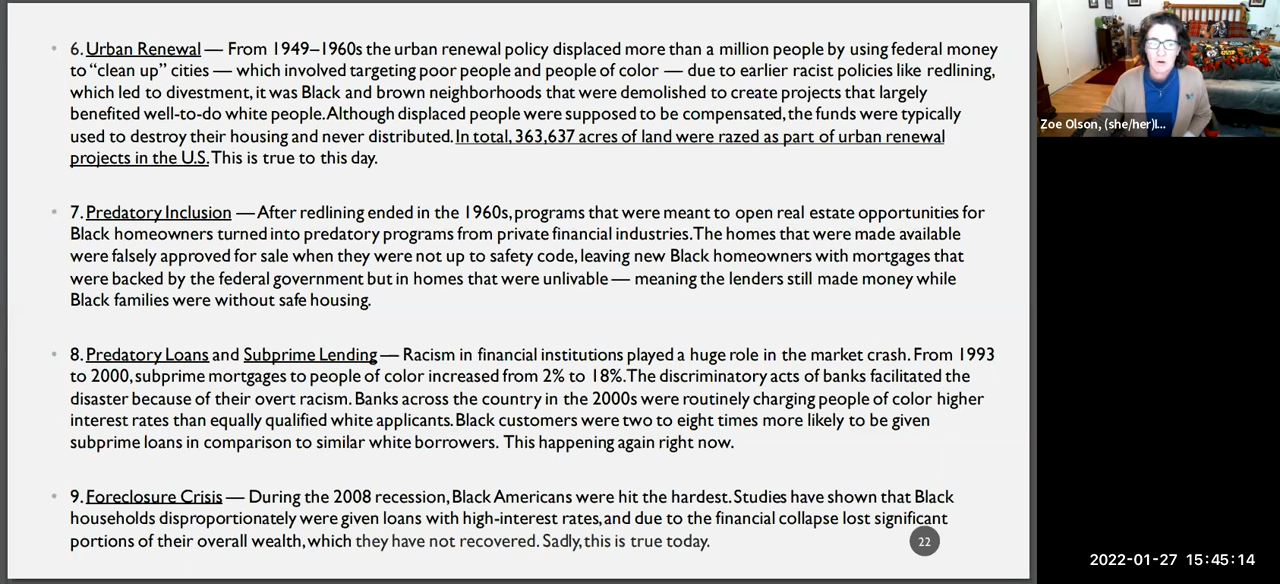 6. Urban Renewal — From 1949–1960s the urban renewal policy displaced more than a million people by using federal money
to “clean up” cities — which involved targeting poor people and people of color — due to earlier racist policies like redlining,
which led to divestment, it was Black and brown neighborhoods that were demolished to create projects that largely
benefited well-to-do white people. Although displaced people were supposed to be compensated, the funds were typically
used to destroy their housing and never distributed. In total, 363,637 acres of land were razed as part of urban renewal
projects in the U.S. This is true to this day.
7. Predatory Inclusion — After redlining ended in the 1960s, programs that were meant to open real estate opportunities for
Black homeowners turned into predatory programs from private financial industries. The homes that were made available
were falsely approved for sale when they were not up to safety code, leaving new Black homeowners with mortgages that
were backed by the federal government but in homes that were unlivable — meaning the lenders still made money while
Black families were without safe housing.
8. Predatory Loans and Subprime Lending — Racism in financial institutions played a huge role in the market crash. From 1993
to 2000, subprime mortgages to people of color increased from 2% to 18%. The discriminatory acts of banks facilitated the
disaster because of their overt racism. Banks across the country in the 2000s were routinely charging people of color higher
interest rates than equally qualified white applicants. Black customers were two to eight times more likely to be given
subprime loans in comparison to similar white borrowers. This happening again right now.
9. Foreclosure Crisis — During the 2008 recession, Black Americans were hit the hardest. Studies have shown that Black
households disproportionately were given loans with high-interest rates, and due to the financial collapse lost significant
portions of their overall wealth, which they have not recovered. Sadly, this is true today.
22
Zoe Olson, (she/her)I...
2022-01-27 15:45:14